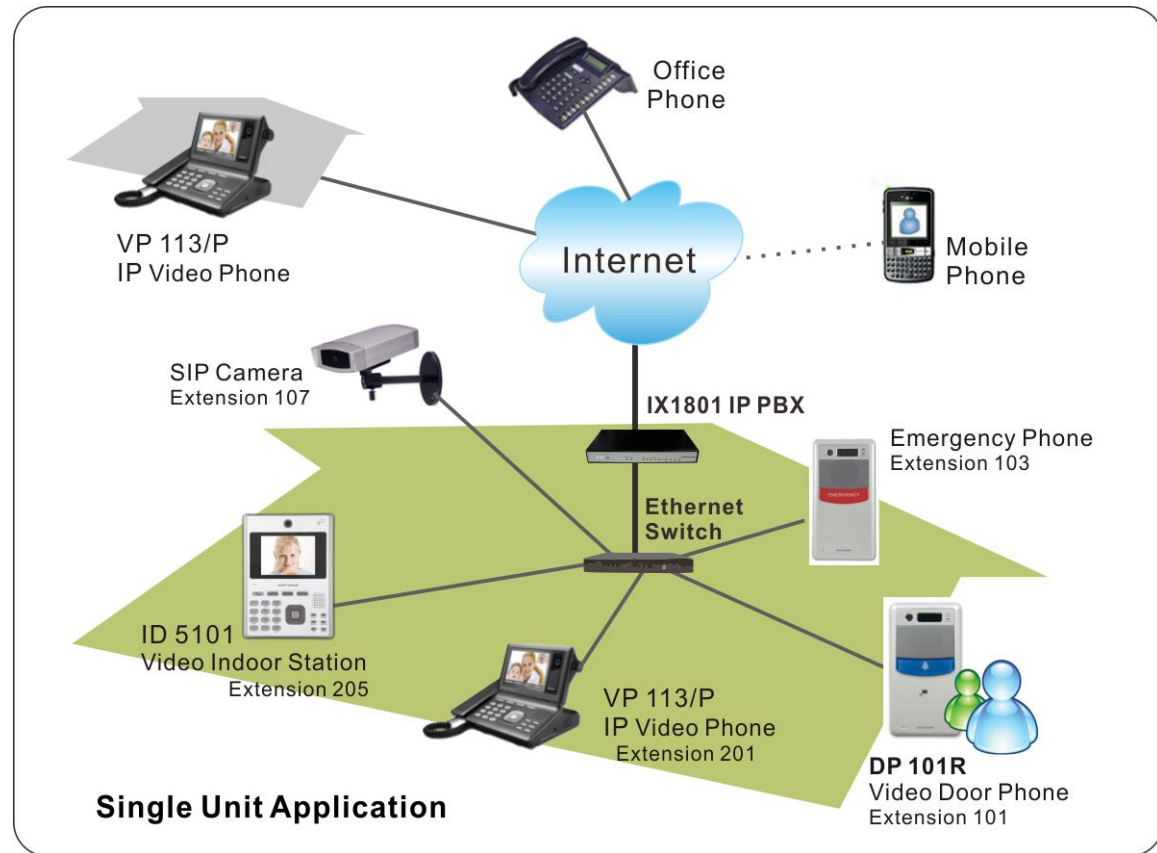 Office
Phone
VP 113/P
IP Video Phone
Internet
Mobile
Phone
SIP Camera
Extension 107
IX1801 IP PBX
Emergency Phone
Extension 103
EMERGENCY
Ethernet
Switch
ID 5101
Video Indoor Station
Extension 205
VP 113/P
IP Video Phone
Extension 201
DP 101R
Video Door Phone
Extension 101
Single Unit Application